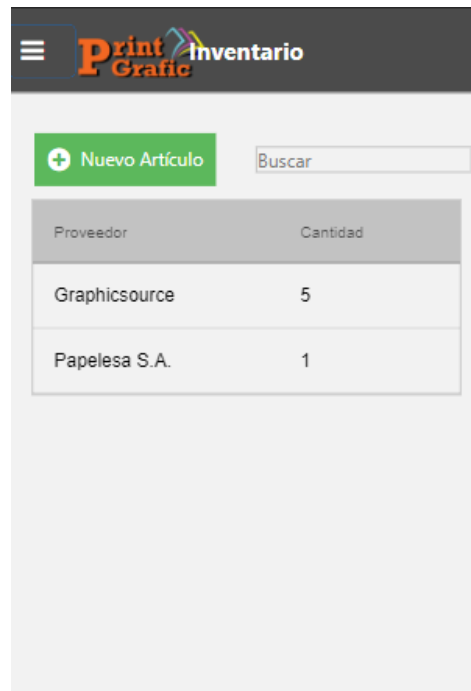 Print
Grafic
Inventario
Nuevo Artículo
Buscar
Proveedor Cantidad
Graphicsource 5
Papelesa S.A. 1